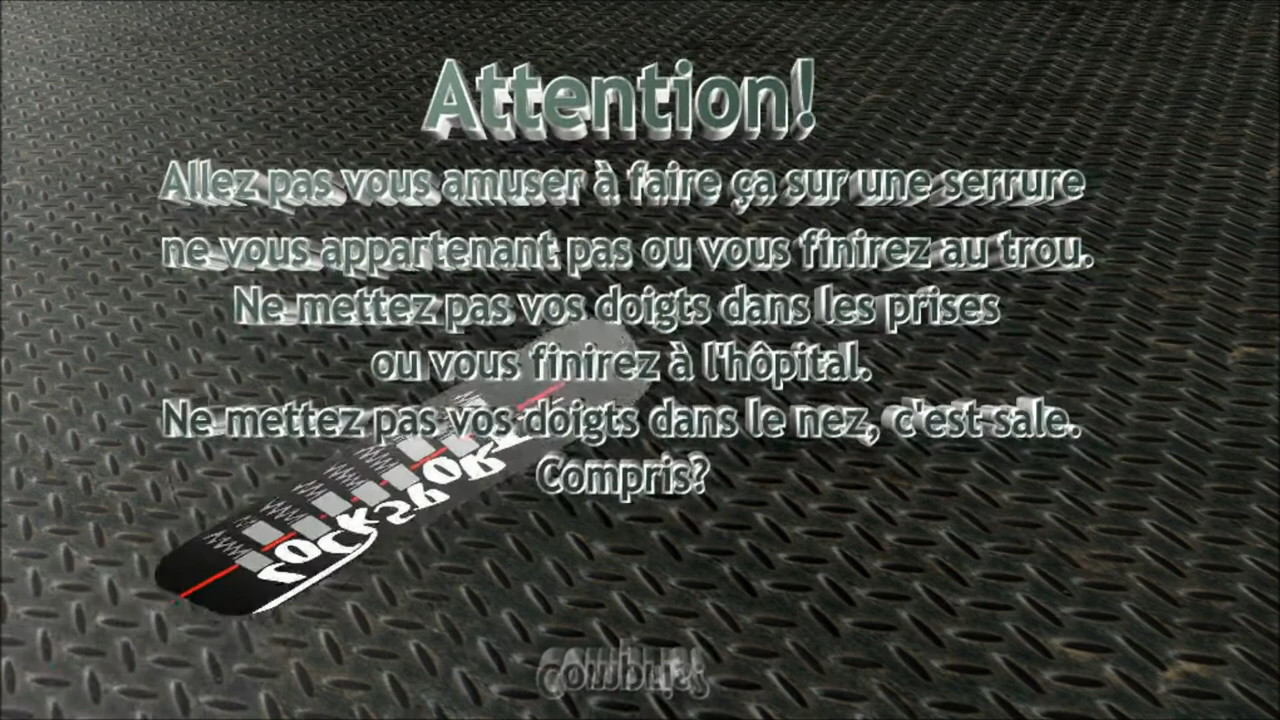 Attention!
Allez pas vous amuser à faire ça sur une serrure
ne vous appartenant pas ou vous finirez au trou.
Ne mettez pas vos doigts dans les prises
ou vous finirez à l'hôpital.
Ne mettez pas vos doigts dans le nez, c'est sale.
Compris?
LOCKSPORT